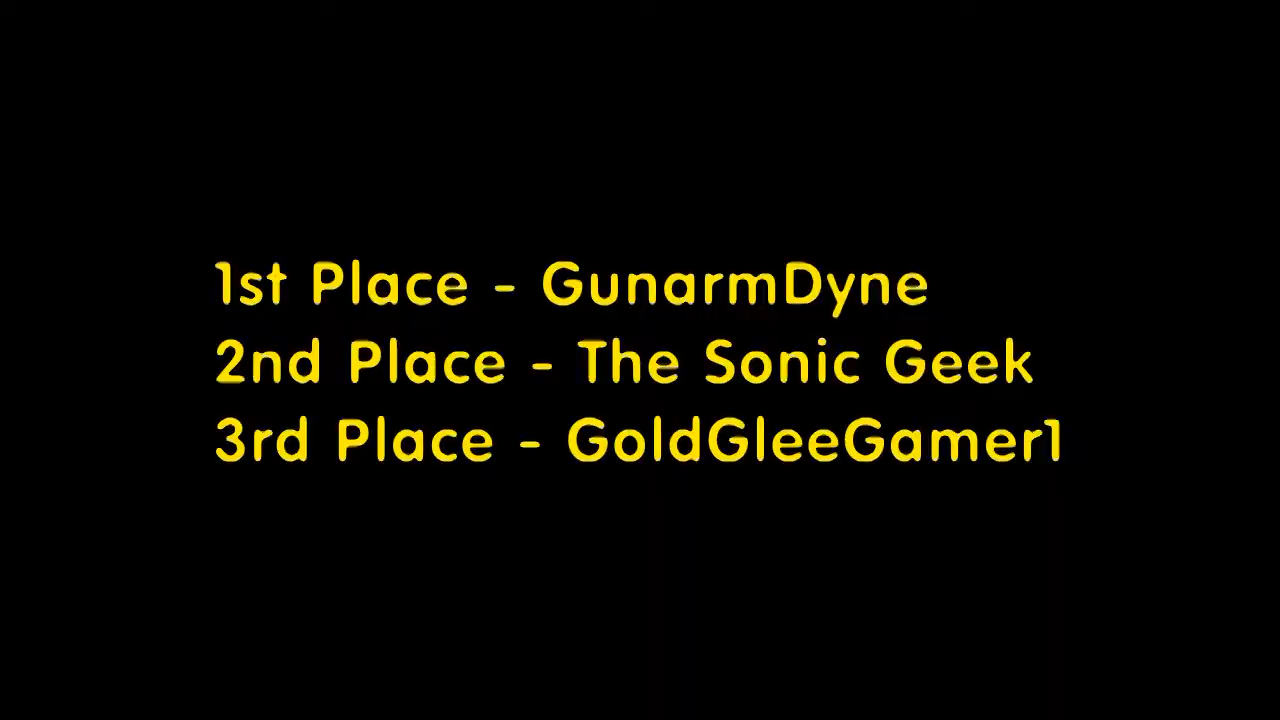 1st Place - GunarmDyne
2nd Place - The Sonic Geek
3rd Place - GoldGleeGamer1